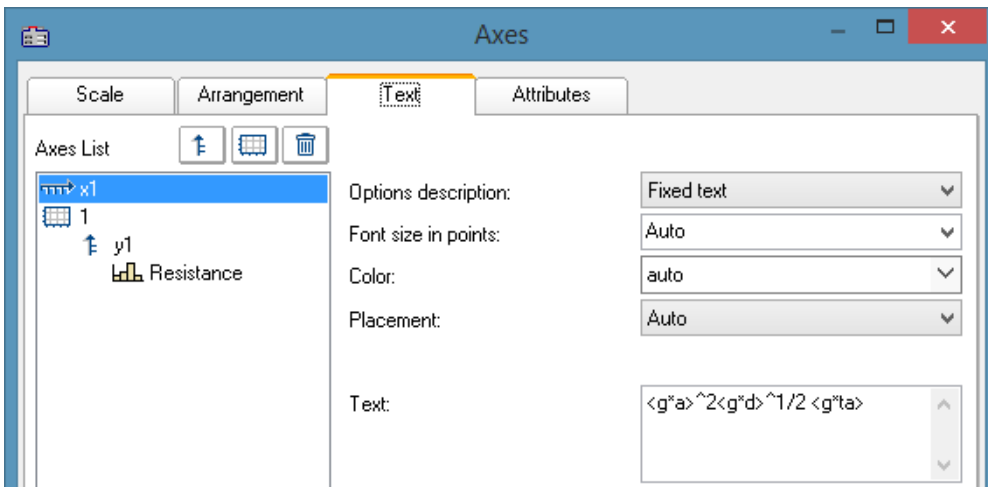 Axes
Scale Arrangement Text Attributes
Axes List
x1
1
y1
Resistance
Options description: Fixed text
Font size in points: Auto
Color: auto
Placement: Auto
Text: <g*a>^2<g*d>^1/2 <g*ta>